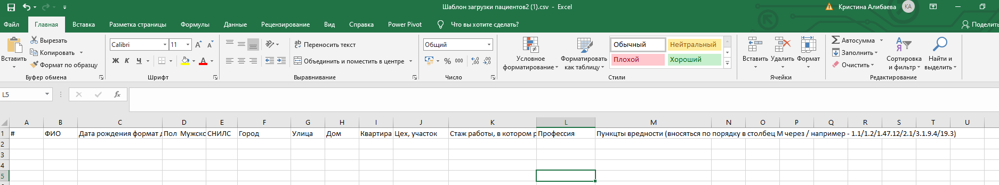 Шаблон загрузки пациентов2 (1).csv - Excel
Кристина Алибаева КА
Файл Главная Вставка Разметка страницы Формулы Данные Рецензирование Вид Справка Power Pivot Что вы хотите сделать? Поделить
Вставить
Вырезать
Копировать
Формат по образцу
Буфер обмена
Calibri 11
Ж К Ч
Шрифт
Переносить текст
Объединить и поместить в центре
Выравнивание
Общий
% 000
Число
Условное форматирование
Форматировать как таблицу
Обычный Нейтральный
Плохой Хороший
Стили
Вставить Удалить Формат
Ячейки
Автосумма
Заполнить
Очистить
Сортировка и фильтр
Найти и выделить
Редактирование
L5 fx
A B C D E F G H I J K L M N O P Q R S T U
1 # ФИО Дата рождения формат д Пол Мужско СНИЛС Город Улица Дом Квартира Цех, участок Стаж работы, в котором р Профессия Пункцты вредности (вносяться по порядку в столбец М через / например - 1.1/1.2/1.47.12/2.1/3.1.9.4/19.3)
2
3
4
5